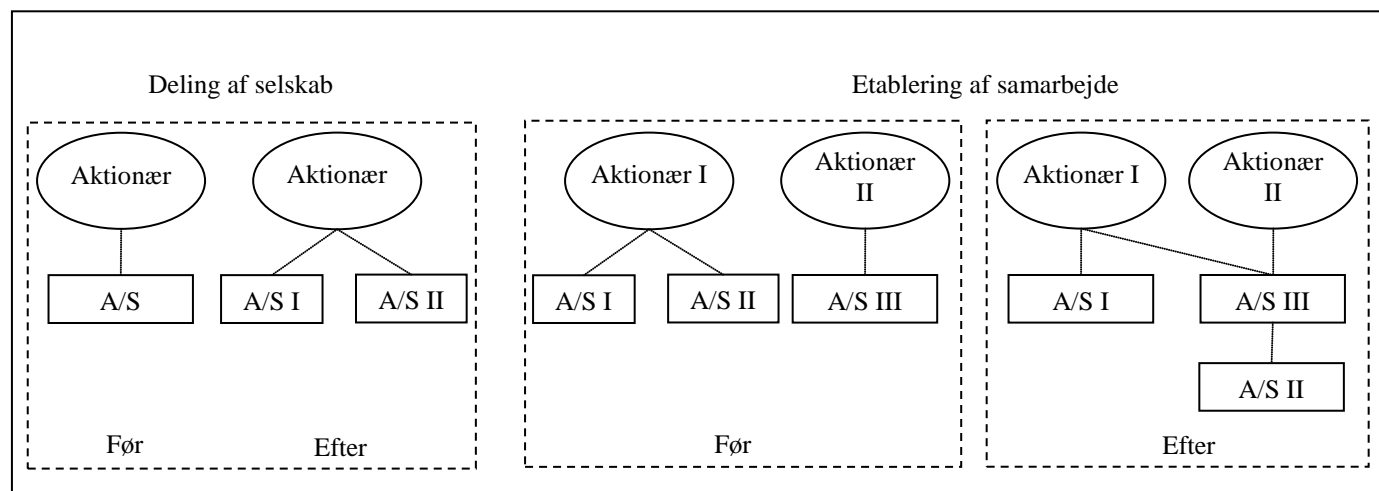 Deling af selskab
Etablering af samarbejde
Aktionær
Aktionær
A/S
A/S I
A/S II
Før
Efter
Aktionær I
Aktionær
II
A/S I
A/S II
A/S III
Før
Aktionær I
Aktionær
II
A/S I
A/S III
A/S II
Efter